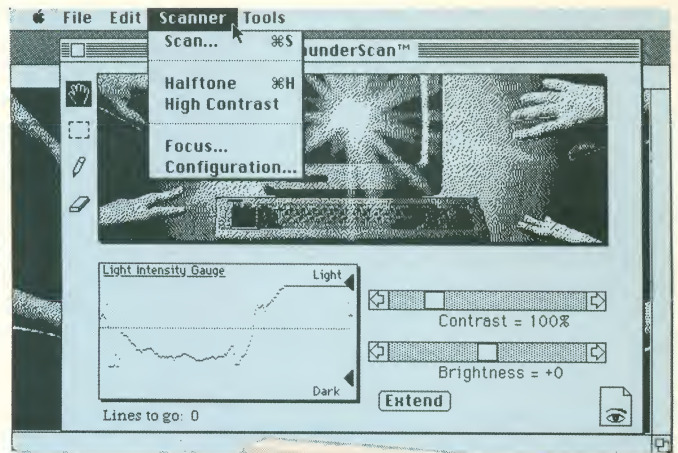 File Edit Scanner Tools
Scan... ⌘S
Halftone ⌘H
High Contrast
Focus...
Configuration...
underScan™
Light Intensity Gauge
Light
Dark
Lines to go: 0
Contrast = 100%
Brightness = +0
Extend